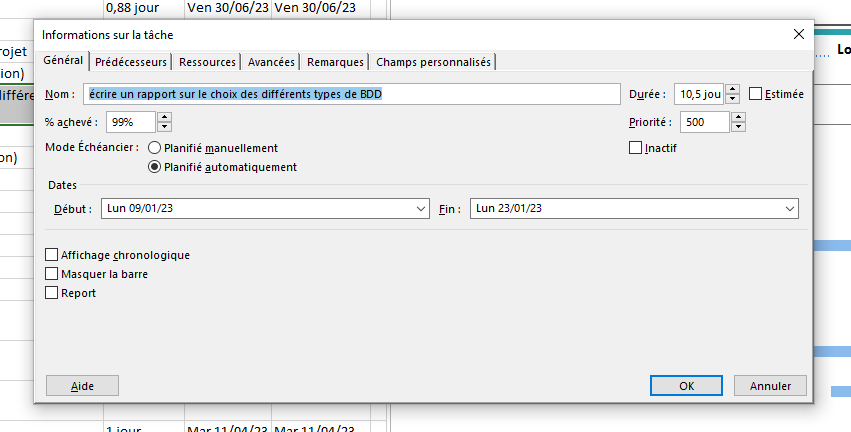 0,88 jour Ven 30/06/23 Ven 30/06/23
Informations sur la tâche
rojet
Lo
Général Prédécesseurs Ressources Avancées Remarques Champs personnalisés
ion)
différe
Nom : écrire un rapport sur le choix des différents types de BDD Durée : 10,5 jou Estimée
% achevé : 99% Priorité : 500
Mode Échéancier : Planifié manuellement Inactif
on)
Planifié automatiquement
Dates
Début : Lun 09/01/23 Fin : Lun 23/01/23
Affichage chronologique
Masquer la barre
Report
Aide OK Annuler
1 jour Mar 11/04/23 Mar 11/04/23